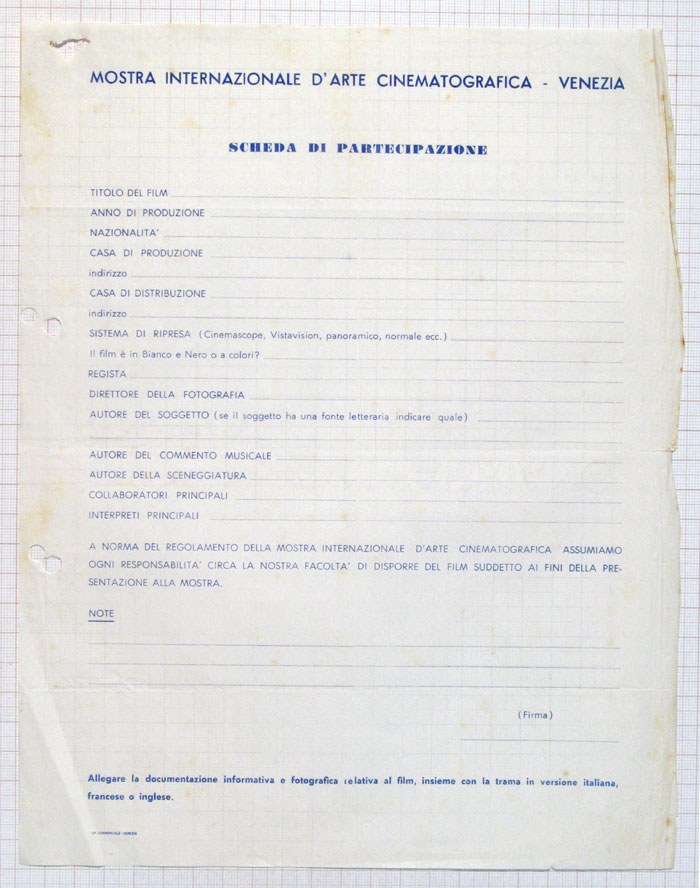 MOSTRA INTERNAZIONALE D'ARTE CINEMATOGRAFICA - VENEZIA
SCHEDA DI PARTECIPAZIONE
TITOLO DEL FILM
ANNO DI PRODUZIONE
NAZIONALITA'
CASA DI PRODUZIONE
indirizzo
CASA DI DISTRIBUZIONE
indirizzo
SISTEMA DI RIPRESA (Cinemascope, Vistavision, panoramico, normale ecc.)
Il film è in Bianco e Nero o a colori?
REGISTA
DIRETTORE DELLA FOTOGRAFIA
AUTORE DEL SOGGETTO (se il soggetto ha una fonte letteraria indicare quale)
AUTORE DEL COMMENTO MUSICALE
AUTORE DELLA SCENEGGIATURA
COLLABORATORI PRINCIPALI
INTERPRETI PRINCIPALI
A NORMA DEL REGOLAMENTO DELLA MOSTRA INTERNAZIONALE D'ARTE CINEMATOGRAFICA ASSUMIAMO
OGNI RESPONSABILITA' CIRCA LA NOSTRA FACOLTA' DI DISPORRE DEL FILM SUDDETTO AI FINI DELLA PRE-
SENTAZIONE ALLA MOSTRA.
NOTE
(Firma)
Allegare la documentazione informativa e fotografica relativa al film, insieme con la trama in versione italiana,
francese o inglese.
COMMERCIALE - VENEZIA